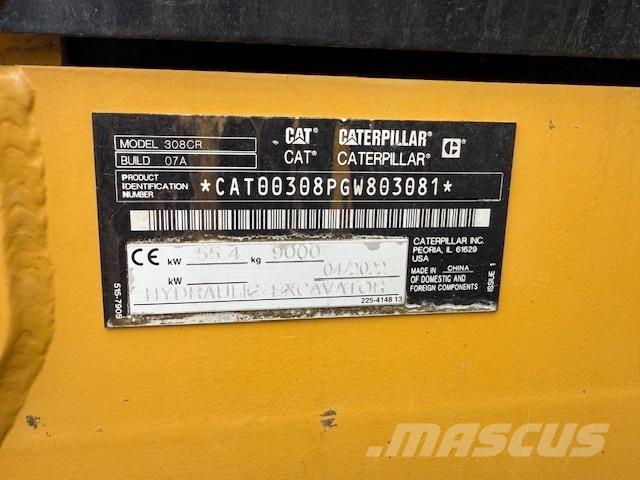 CAT® CATERPILLAR® C
CAT® CATERPILLAR®
MODEL 308CR
BUILD 07A
PRODUCT
IDENTIFICATION
NUMBER
*CAT00308PGW803081*
CE kW 55.4 kg 9000
kW 04/2022
HYDRAULIC EXCAVATOR
225-4148 13
515-7905
CATERPILLAR INC.
PEORIA, IL 61629
USA
MADE IN CHINA
OF DOMESTIC AND
FOREIGN COMPONENTS
ISSUE 1
MASCUS